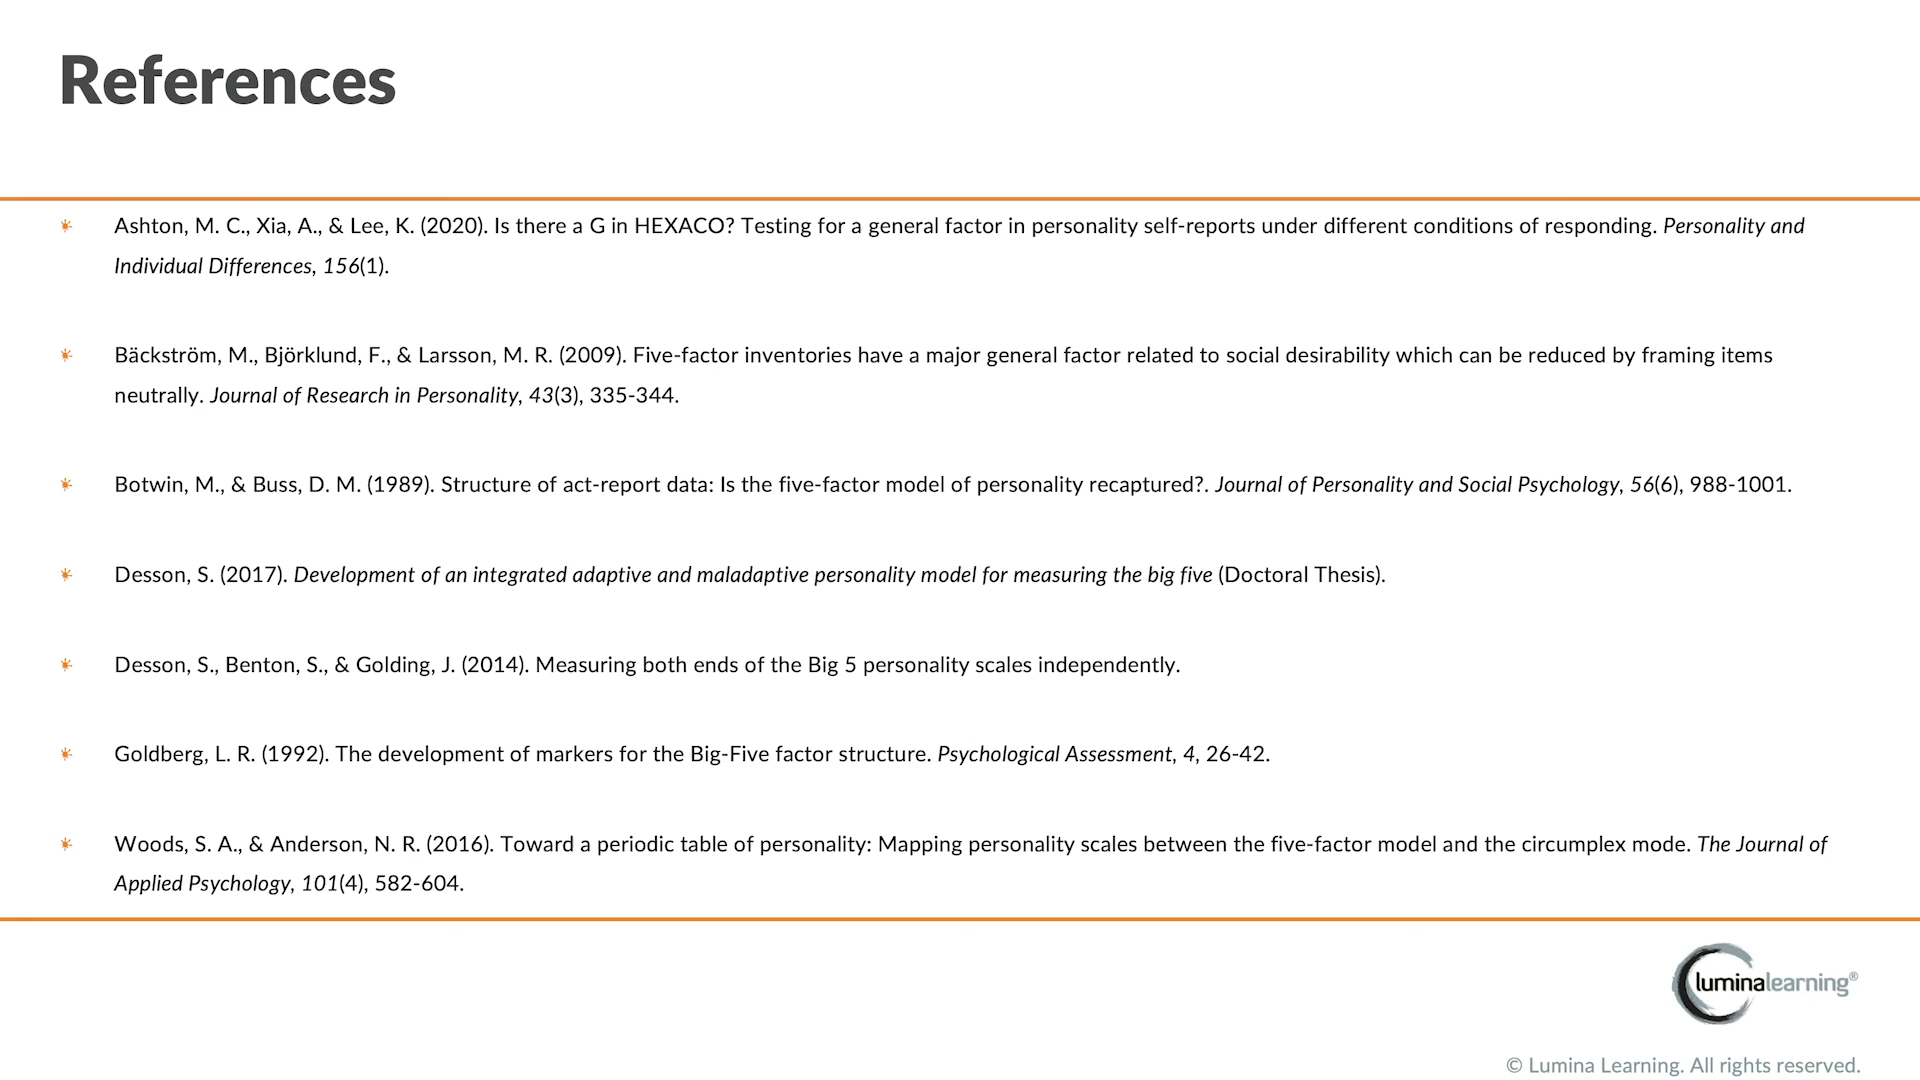 References
Ashton, M. C., Xia, A., & Lee, K. (2020). Is there a G in HEXACO? Testing for a general factor in personality self-reports under different conditions of responding. Personality and
Individual Differences, 156(1).
Bäckström, M., Björklund, F., & Larsson, M. R. (2009). Five-factor inventories have a major general factor related to social desirability which can be reduced by framing items
neutrally. Journal of Research in Personality, 43(3), 335-344.
Botwin, M., & Buss, D. M. (1989). Structure of act-report data: Is the five-factor model of personality recaptured?. Journal of Personality and Social Psychology, 56(6), 988-1001.
Desson, S. (2017). Development of an integrated adaptive and maladaptive personality model for measuring the big five (Doctoral Thesis).
Desson, S., Benton, S., & Golding, J. (2014). Measuring both ends of the Big 5 personality scales independently.
Goldberg, L. R. (1992). The development of markers for the Big-Five factor structure. Psychological Assessment, 4, 26-42.
Woods, S. A., & Anderson, N. R. (2016). Toward a periodic table of personality: Mapping personality scales between the five-factor model and the circumplex mode. The Journal of
Applied Psychology, 101(4), 582-604.
luminalearning®
© Lumina Learning. All rights reserved.